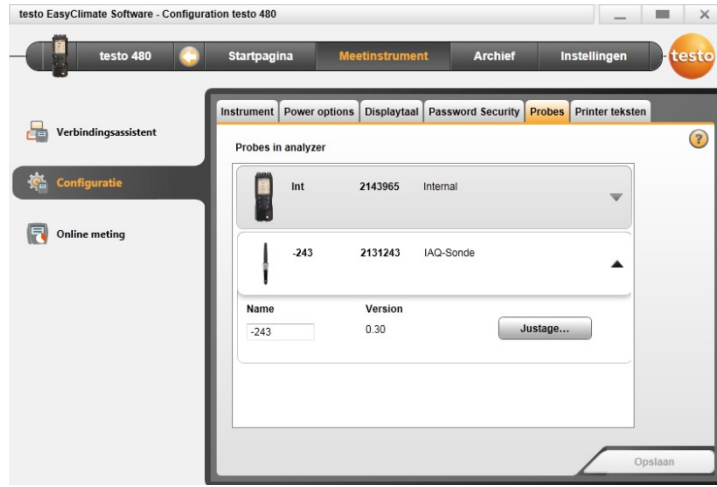 testo EasyClimate Software - Configuration testo 480
testo 480 Startpagina Meetinstrument Archief Instellingen testo
Instrument Power options Displaytaal Password Security Probes Printer teksten
Verbindingsassistent
Probes in analyzer ?
Configuratie
Int 2143965 Internal
Online meting
-243 2131243 IAQ-Sonde
Name Version
-243 0.30 Justage...
Opslaan